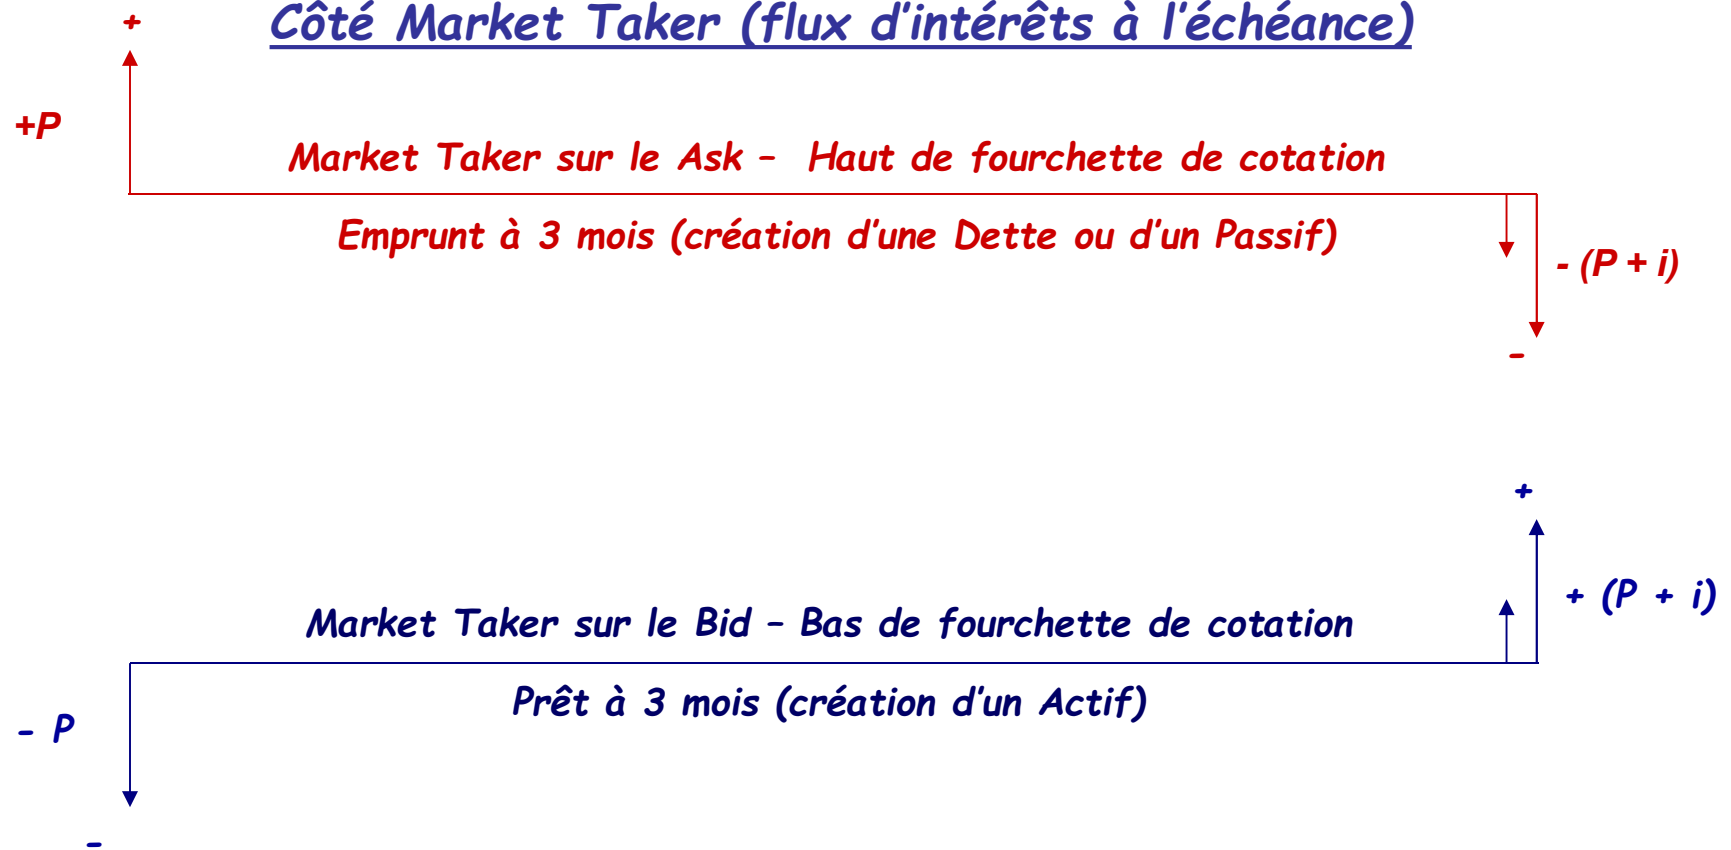 Côté Market Taker (flux d'intérêts à l'échéance)
+
+P
Market Taker sur le Ask – Haut de fourchette de cotation
Emprunt à 3 mois (création d'une Dette ou d'un Passif)
- (P + i)
–
+
+ (P + i)
Market Taker sur le Bid – Bas de fourchette de cotation
Prêt à 3 mois (création d'un Actif)
– P
–